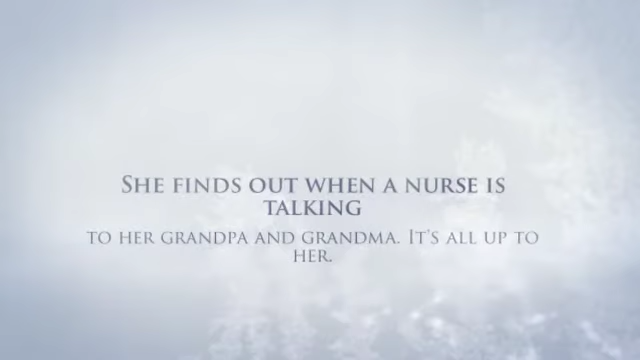 She finds out when a nurse is
talking
to her grandpa and grandma. It's all up to
her.